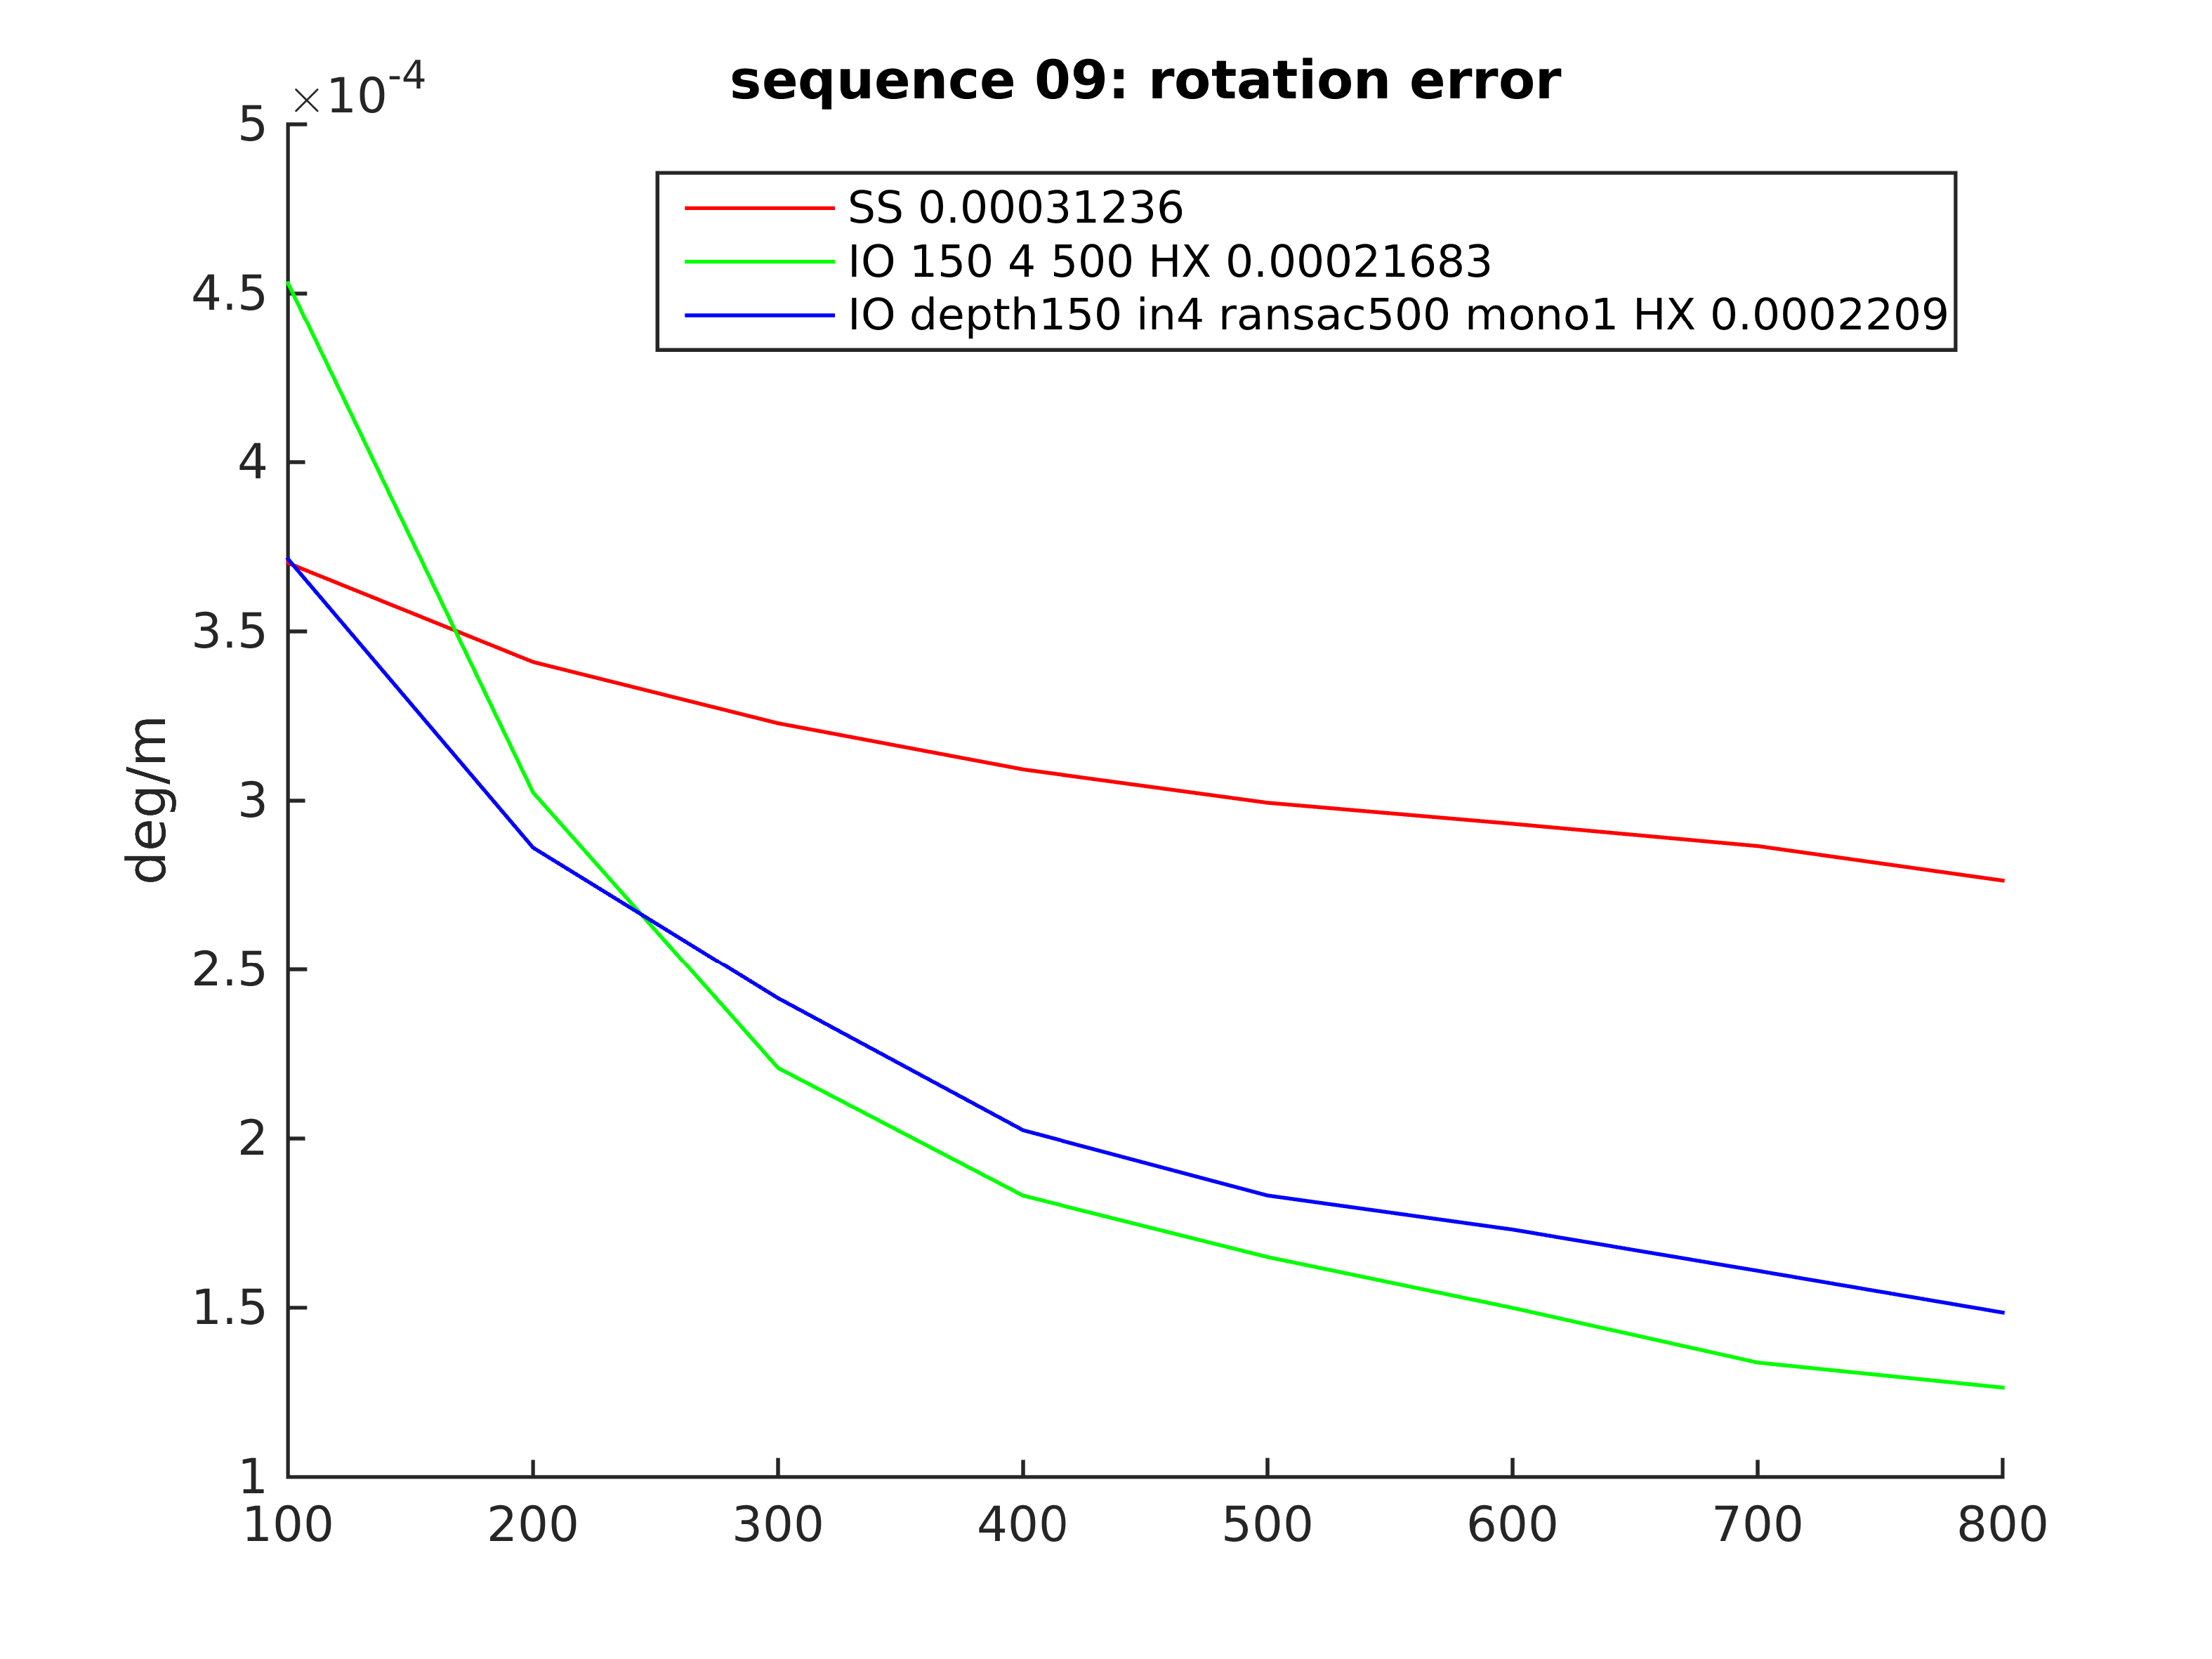 sequence 09: rotation error
×10-4
SS 0.00031236
IO 150 4 500 HX 0.00021683
IO depth150 in4 ransac500 mono1 HX 0.0002209
deg/m
5
4.5
4
3.5
3
2.5
2
1.5
1
100 200 300 400 500 600 700 800